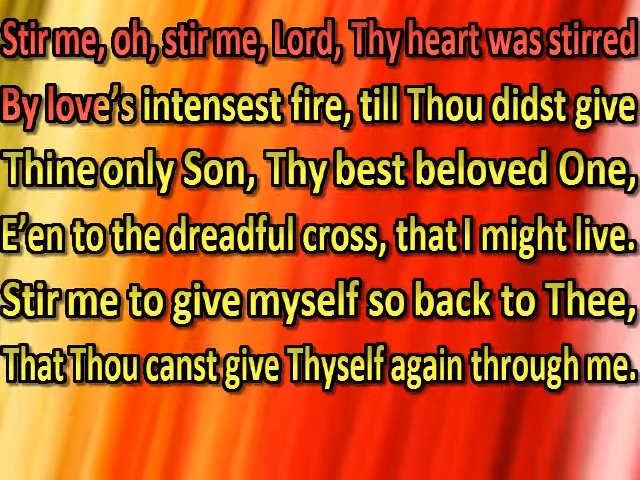 Stir me, oh, stir me, Lord, Thy heart was stirred
By love’s intensest fire, till Thou didst give
Thine only Son, Thy best beloved One,
E’en to the dreadful cross, that I might live.
Stir me to give myself so back to Thee,
That Thou canst give Thyself again through me.